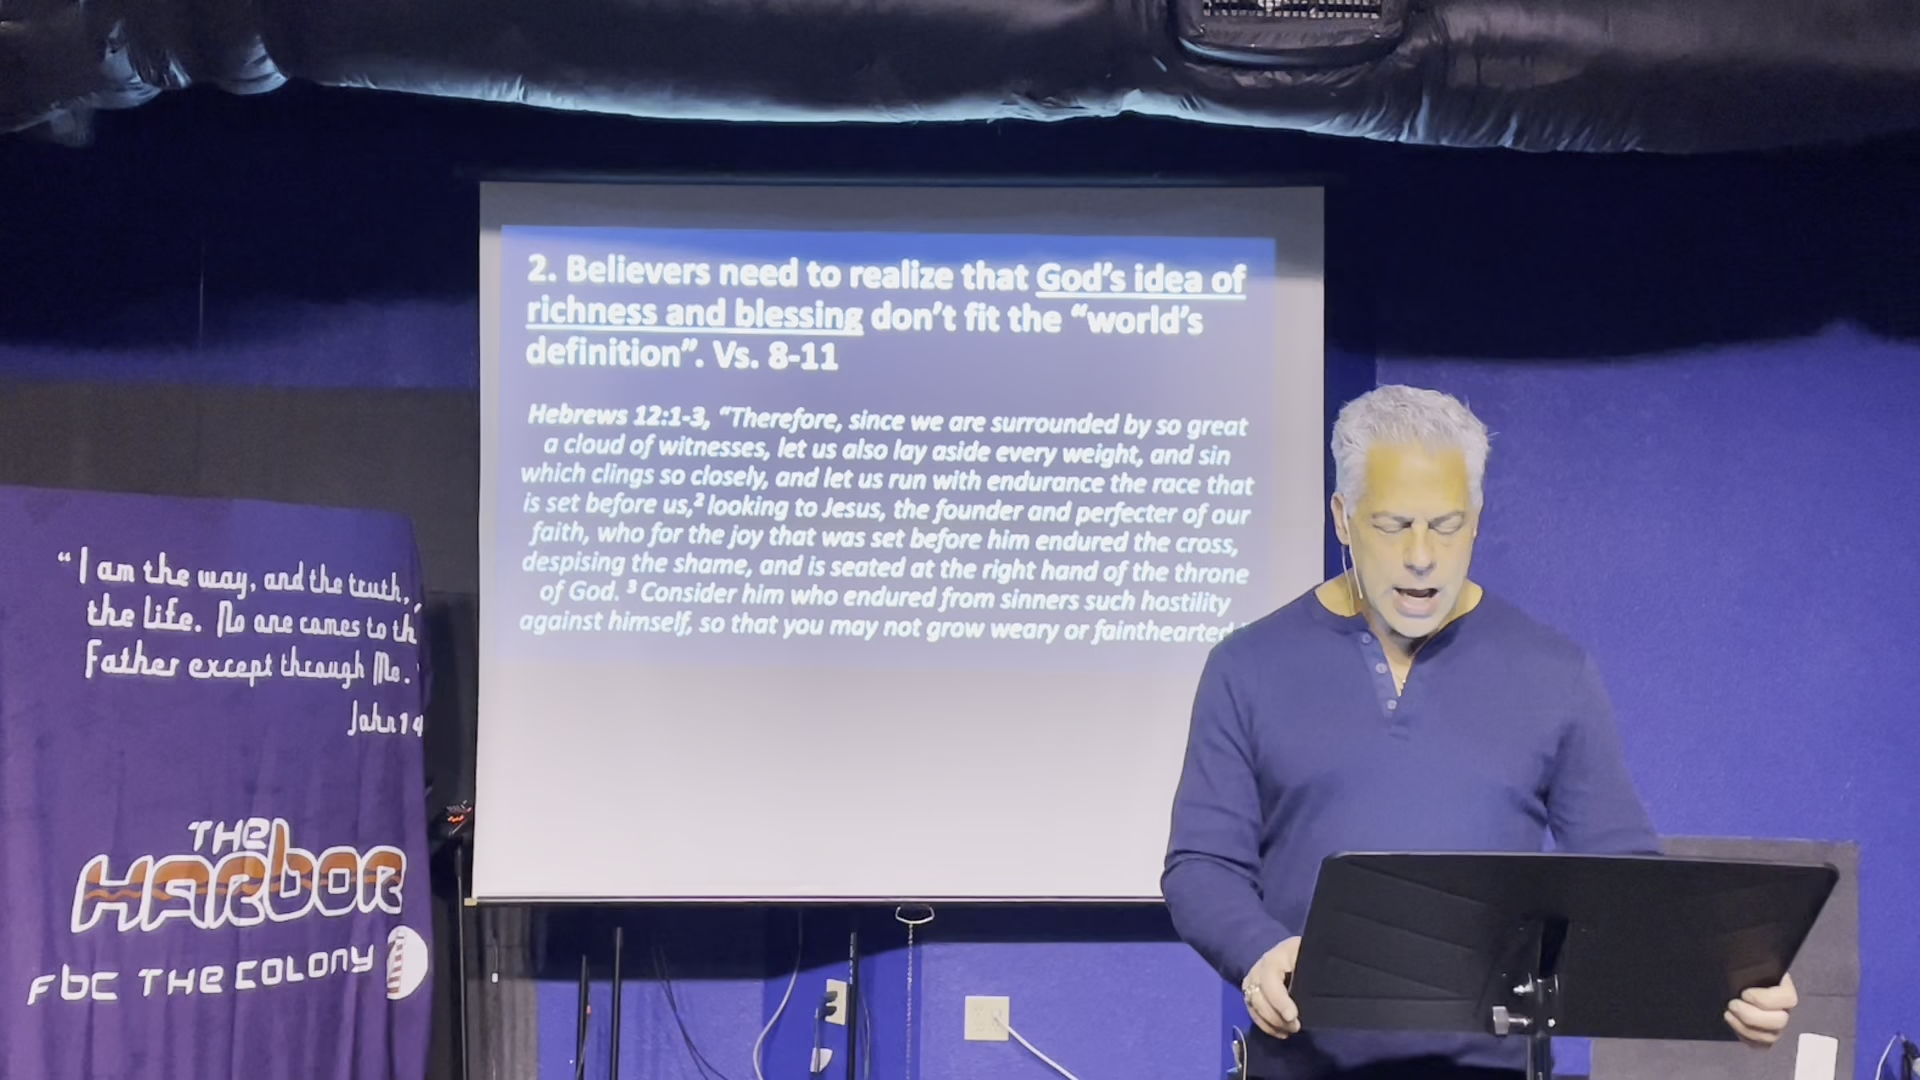 2. Believers need to realize that God's idea of
richness and blessing don't fit the “world's
definition”. Vs. 8-11
Hebrews 12:1-3, “Therefore, since we are surrounded by so great
a cloud of witnesses, let us also lay aside every weight, and sin
which clings so closely, and let us run with endurance the race that
is set before us,² looking to Jesus, the founder and perfecter of our
faith, who for the joy that was set before him endured the cross,
despising the shame, and is seated at the right hand of the throne
of God. ³ Consider him who endured from sinners such hostility
against himself, so that you may not grow weary or fainthearted.”
“I am the way, and the truth,
the life. No one comes to
Father except through Me.”
John 14
THE
HARBOR
FBC THE COLONY